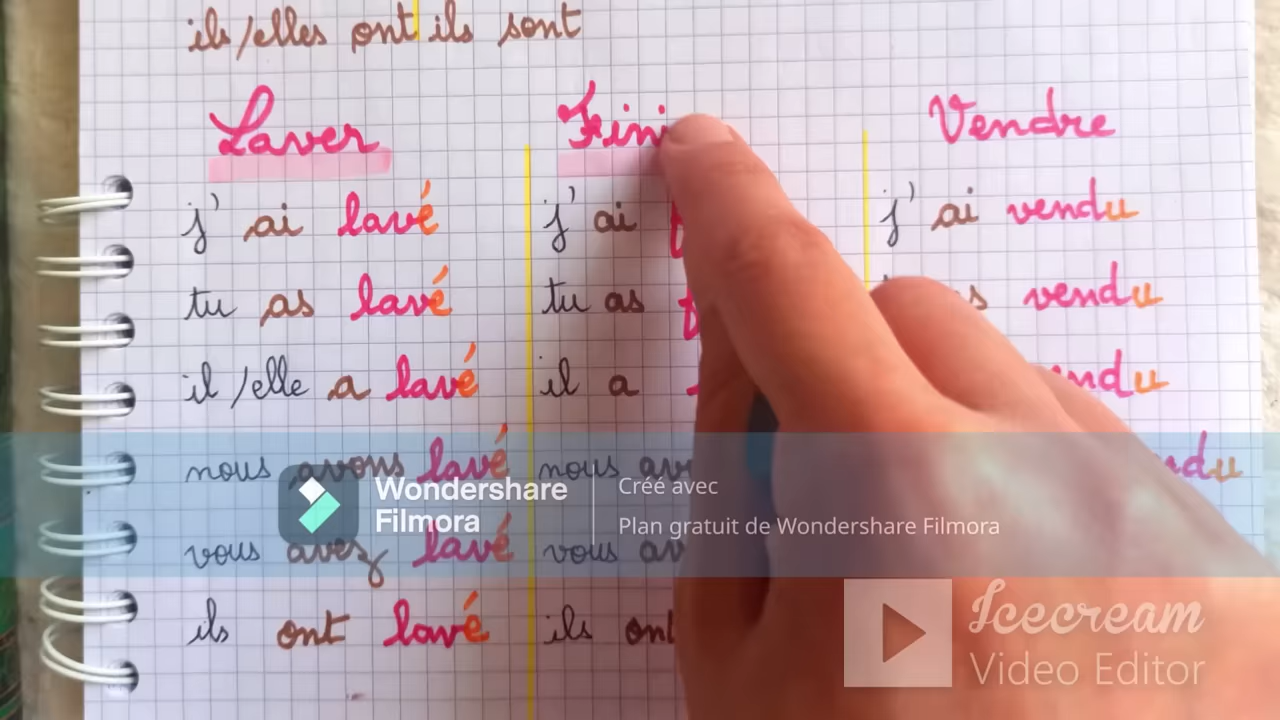 ils/elles ont ils sont
Laver
j' ai lavé
tu as lavé
il/elle a lavé
nous avons lavé
vous avez lavé
ils ont lavé
j' ai
tu as
il a
nous
vous
ils ont
Vendre
j' ai vendu
vendu
Wondershare
Filmora
Créé avec
Plan gratuit de Wondershare Filmora
Icecream
Video Editor